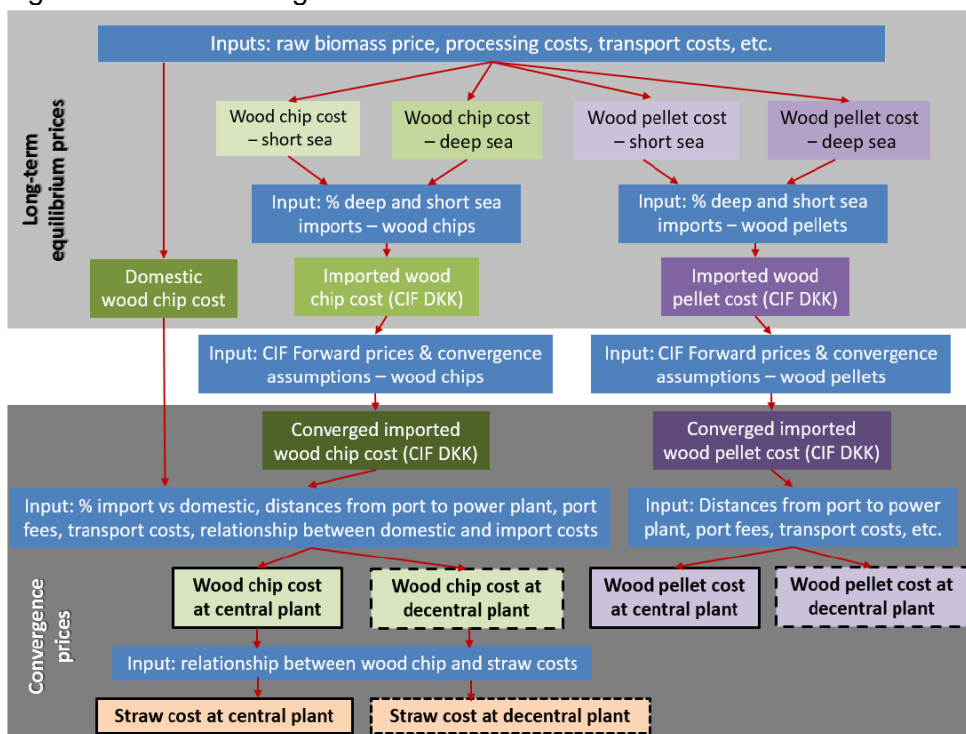 Inputs: raw biomass price, processing costs, transport costs, etc.
Long-term
equilibrium prices
Wood chip cost
– short sea
Wood chip cost
– deep sea
Wood pellet cost
– short sea
Wood pellet cost
– deep sea
Input: % deep and short sea
imports – wood chips
Input: % deep and short sea
imports – wood pellets
Domestic
wood chip cost
Imported wood
chip cost (CIF DKK)
Imported wood
pellet cost (CIF DKK)
Input: CIF Forward prices & convergence
assumptions – wood chips
Input: CIF Forward prices & convergence
assumptions – wood pellets
Convergence
prices
Converged imported
wood chip cost (CIF DKK)
Converged imported
wood pellet cost (CIF DKK)
Input: % import vs domestic, distances from port to power plant, port
fees, transport costs, relationship between domestic and import costs
Input: Distances from port to power
plant, port fees, transport costs, etc.
Wood chip cost
at central plant
Wood chip cost at
decentral plant
Wood pellet cost
at central plant
Wood pellet cost at
decentral plant
Input: relationship between wood chip and straw costs
Straw cost at central plant
Straw cost at decentral plant